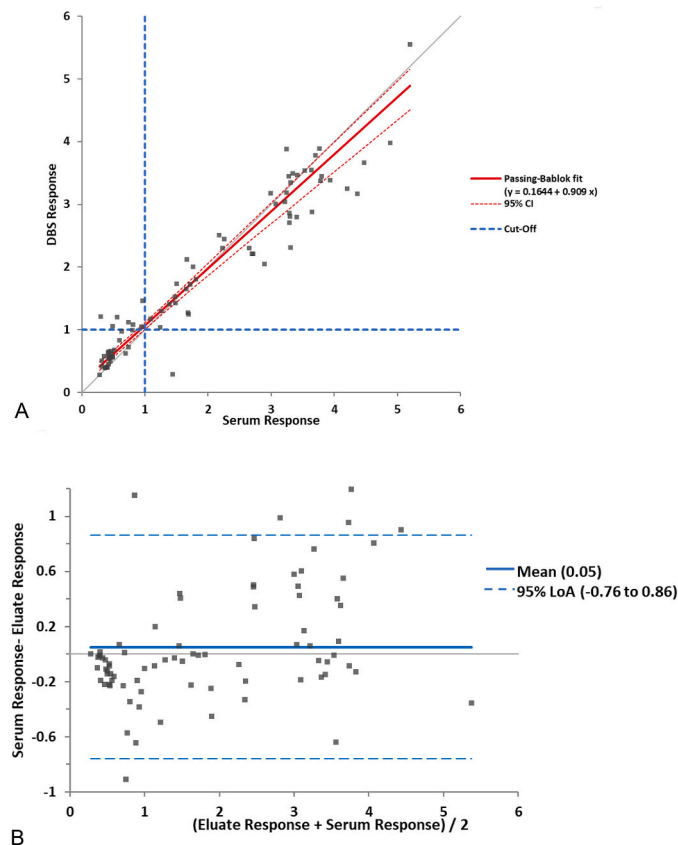 6
5
4
3
2
1
0
DBS Response
0 1 2 3 4 5 6
Serum Response
Passing-Bablok fit
(y = 0.1644 + 0.909 x)
95% CI
Cut-Off
A
1
0.6
0.2
-0.2
-0.6
-1
Serum Response- Eluate Response
0 1 2 3 4 5 6
(Eluate Response + Serum Response) / 2
Mean (0.05)
95% LoA (-0.76 to 0.86)
B